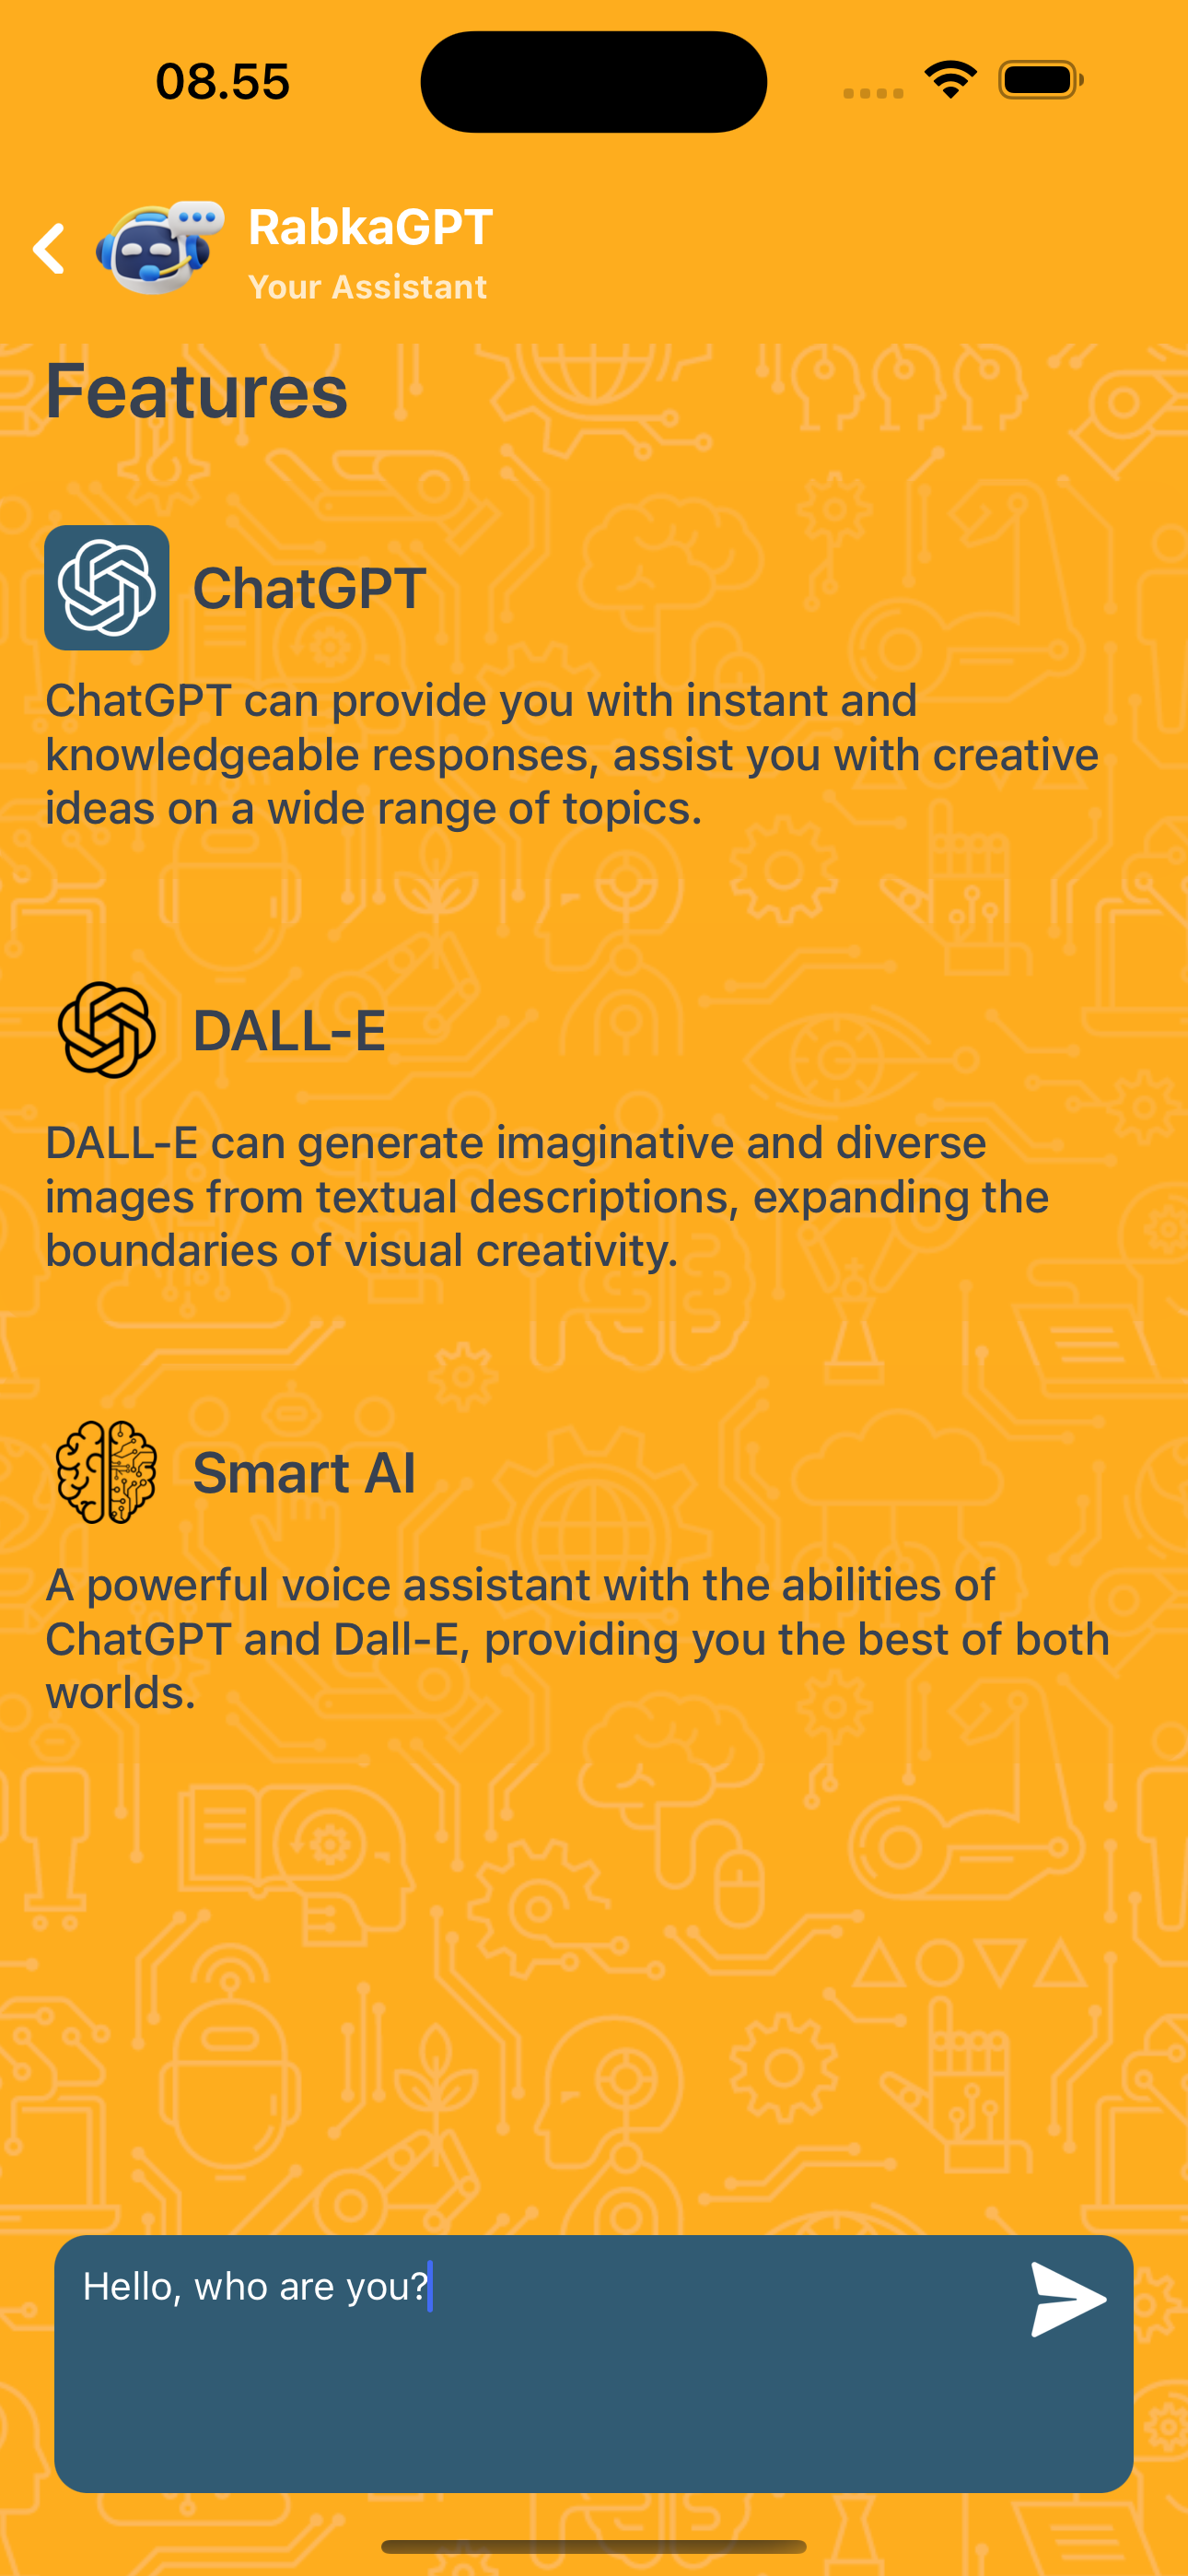 08.55
RabkaGPT
Your Assistant
Features
ChatGPT
ChatGPT can provide you with instant and
knowledgeable responses, assist you with creative
ideas on a wide range of topics.
DALL-E
DALL-E can generate imaginative and diverse
images from textual descriptions, expanding the
boundaries of visual creativity.
Smart AI
A powerful voice assistant with the abilities of
ChatGPT and Dall-E, providing you the best of both
worlds.
Hello, who are you?